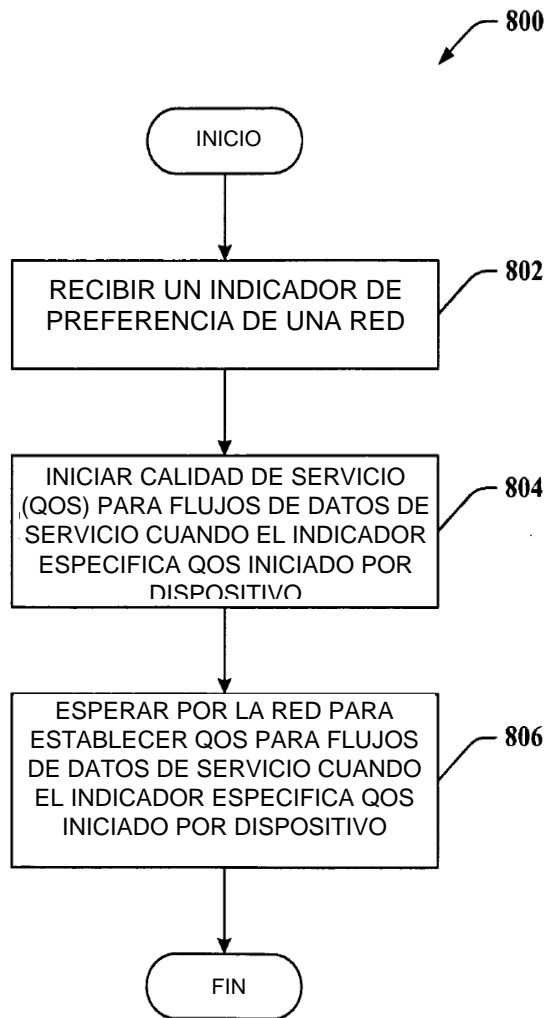 800
INICIO
RECIBIR UN INDICADOR DE
PREFERENCIA DE UNA RED
802
INICIAR CALIDAD DE SERVICIO
(QOS) PARA FLUJOS DE DATOS DE
SERVICIO CUANDO EL INDICADOR
ESPECIFICA QOS INICIADO POR
DISPOSITIVO
804
ESPERAR POR LA RED PARA
ESTABLECER QOS PARA FLUJOS
DE DATOS DE SERVICIO CUANDO
EL INDICADOR ESPECIFICA QOS
INICIADO POR DISPOSITIVO
806
FIN